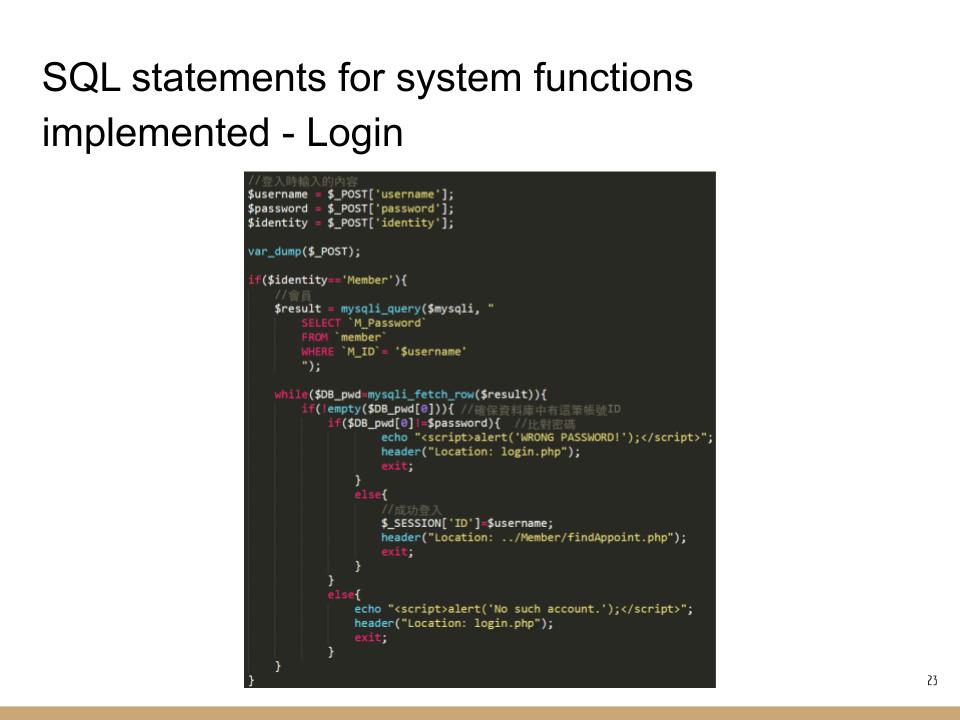 SQL statements for system functions
implemented - Login
//登入時輸入的內容
$username = $_POST['username'];
$password = $_POST['password'];
$identity = $_POST['identity'];
var_dump($_POST);
if($identity=='Member'){
//會員
$result = mysqli_query($mysqli, "
SELECT `M_Password`
FROM `member`
WHERE `M_ID`= '$username'
");
while($DB_pwd=mysqli_fetch_row($result)){
if(!empty($DB_pwd[0])){ //確保資料庫中有這筆帳號ID
if($DB_pwd[0]!=$password){ //比對密碼
echo "<script>alert('WRONG PASSWORD!');</script>";
header("Location: login.php");
exit;
}
else{
//成功登入
$_SESSION['ID']=$username;
header("Location: ../Member/findAppoint.php");
exit;
}
}
else{
echo "<script>alert('No such account.');</script>";
header("Location: login.php");
exit;
}
}
}
23